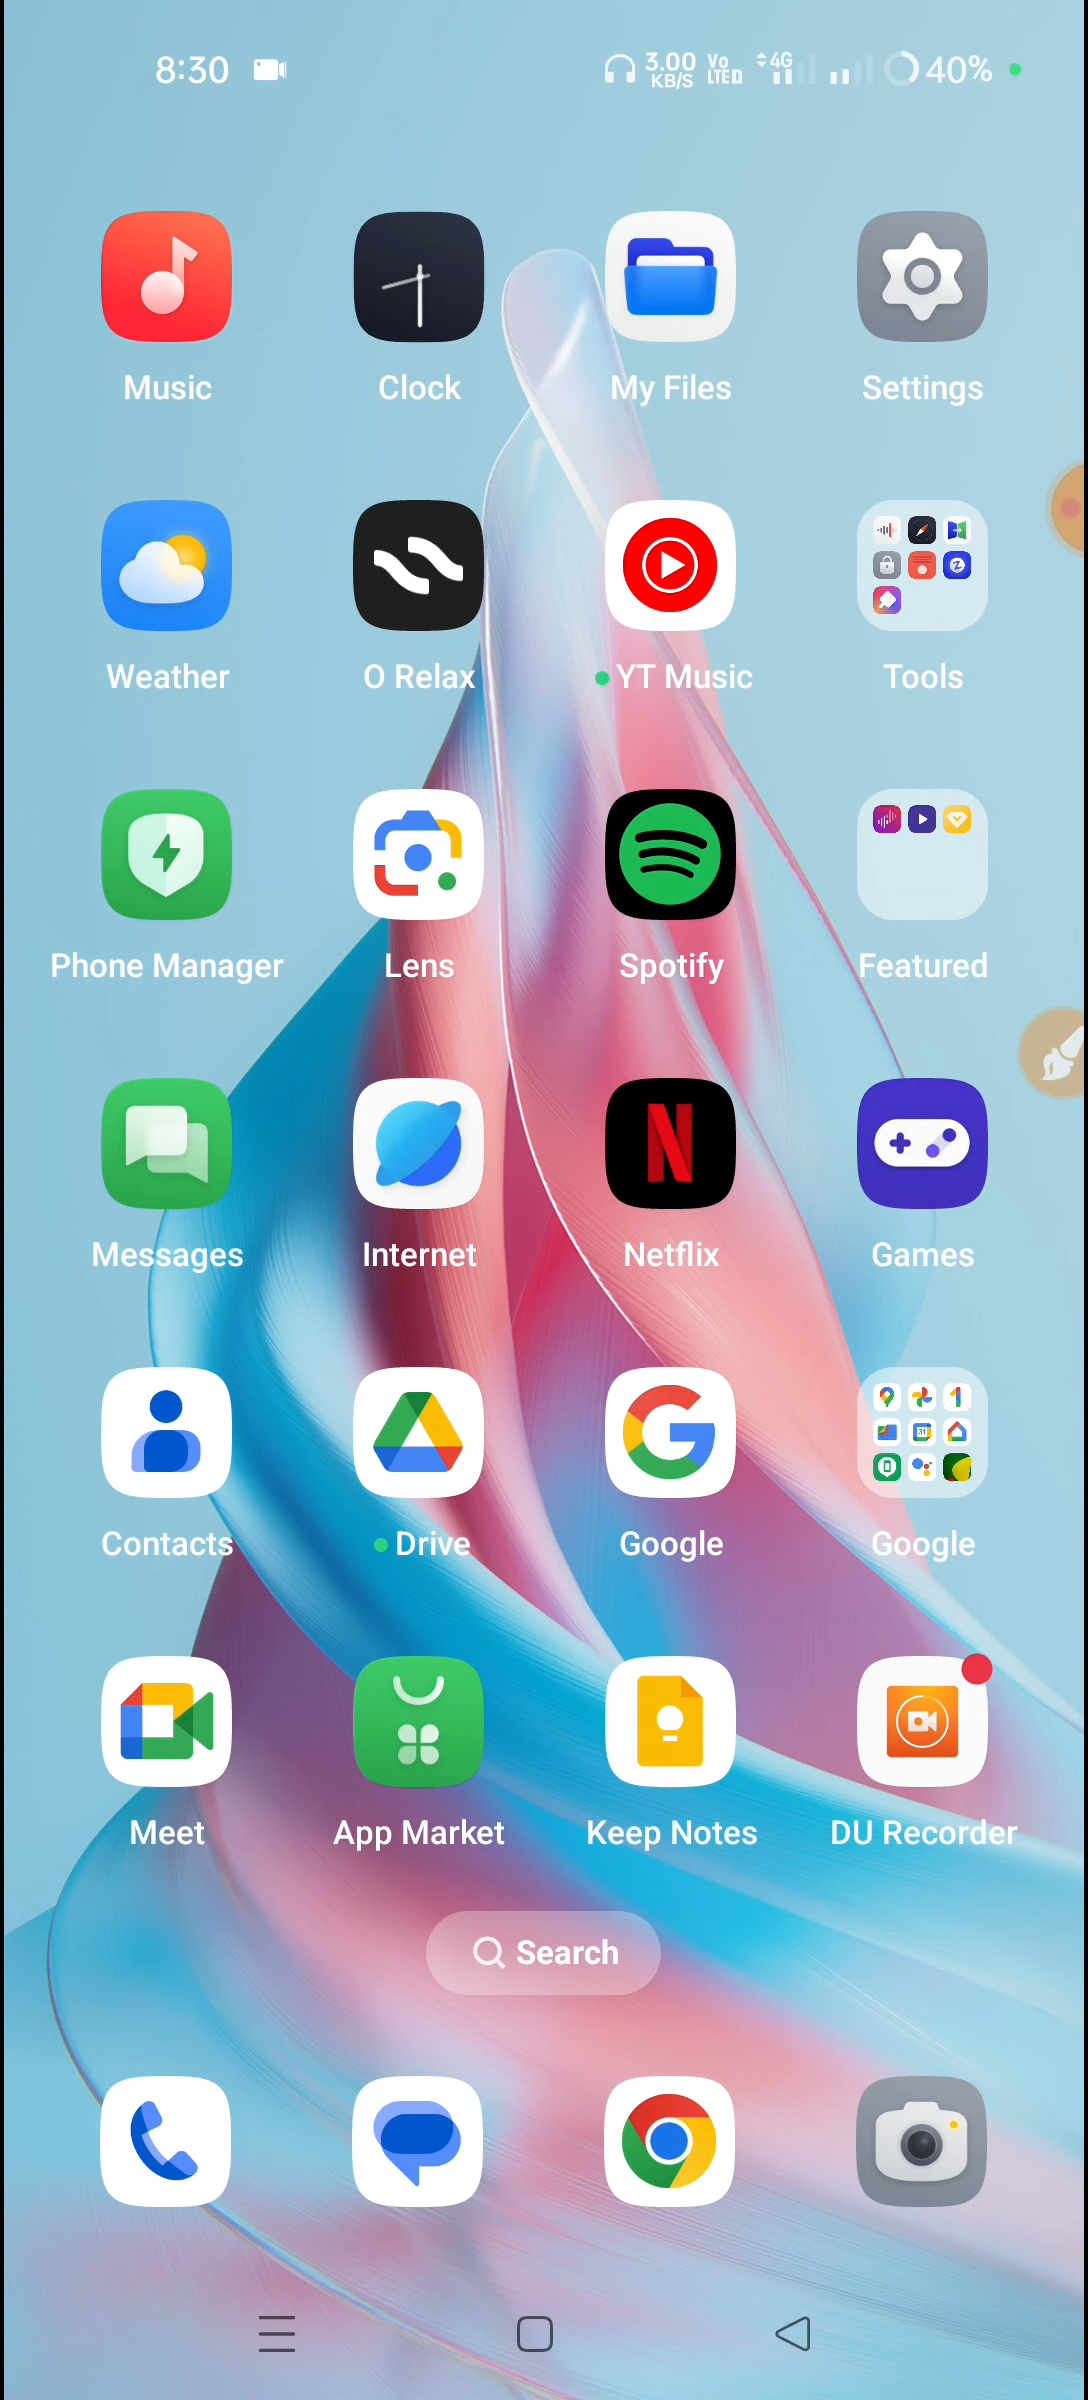 8:30 3.00 KB/S Vo LTE 4G 40%
Music Clock My Files Settings
Weather O Relax YT Music Tools
Phone Manager Lens Spotify Featured
Messages Internet Netflix Games
Contacts Drive Google Google
Meet App Market Keep Notes DU Recorder
Search